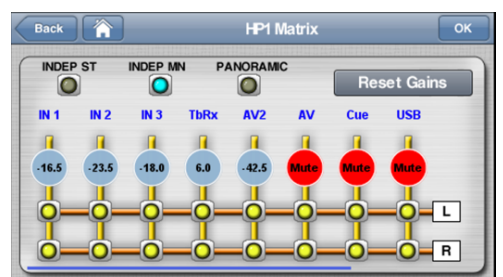 Back HP1 Matrix OK
INDEP ST INDEP MN PANORAMIC
Reset Gains
IN 1 IN 2 IN 3 TbRx AV2 AV Cue USB
-16.5 -23.5 -18.0 6.0 -42.5 Mute Mute Mute
L
R